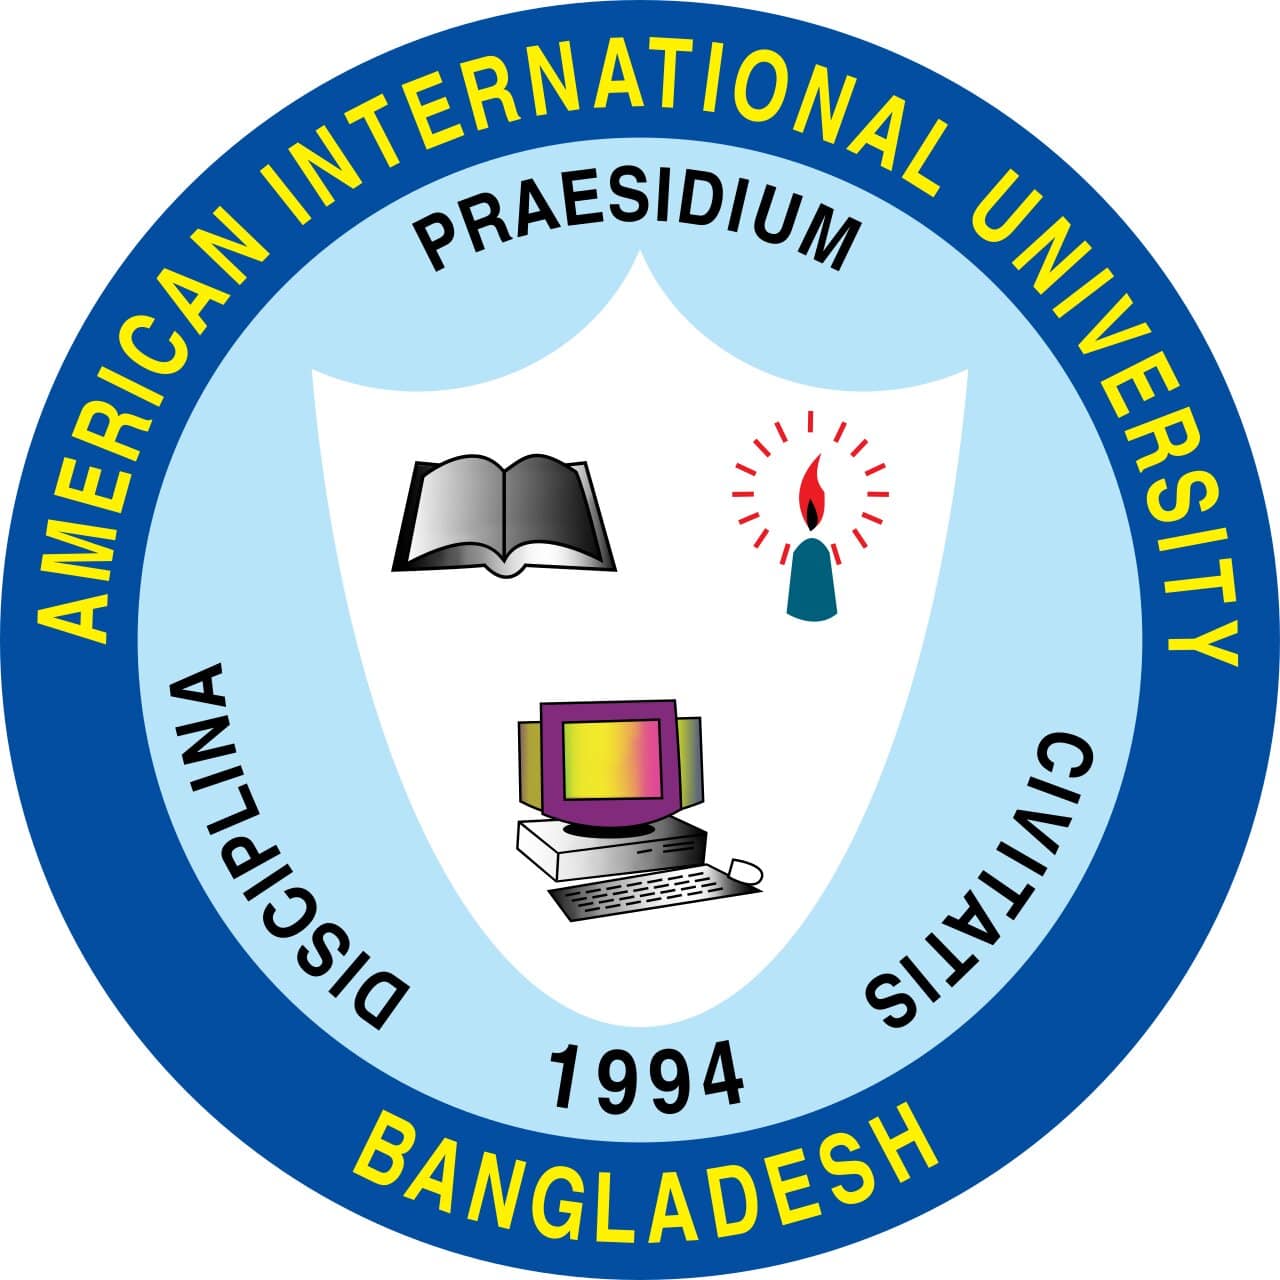 AMERICAN INTERNATIONAL UNIVERSITY
PRAESIDIUM
DISCIPLINA
CIVITATIS
1994
BANGLADESH